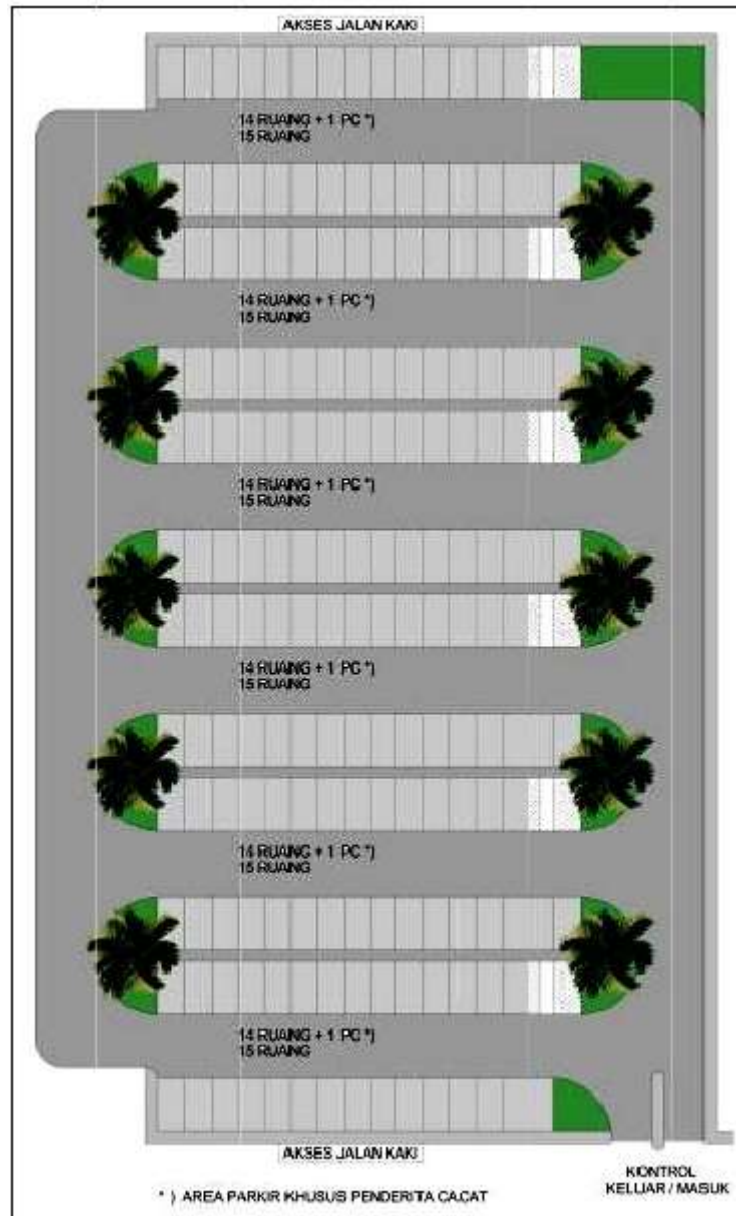 AKSES JALAN KAKI
14 RUANG + 1 PC *)
15 RUANG
14 RUANG + 1 PC *)
15 RUANG
14 RUANG + 1 PC *)
15 RUANG
14 RUANG + 1 PC *)
15 RUANG
14 RUANG + 1 PC *)
15 RUANG
14 RUANG + 1 PC *)
15 RUANG
AKSES JALAN KAKI
KONTROL
KELUAR / MASUK
* ) AREA PARKIR KHUSUS PENDERITA CACAT